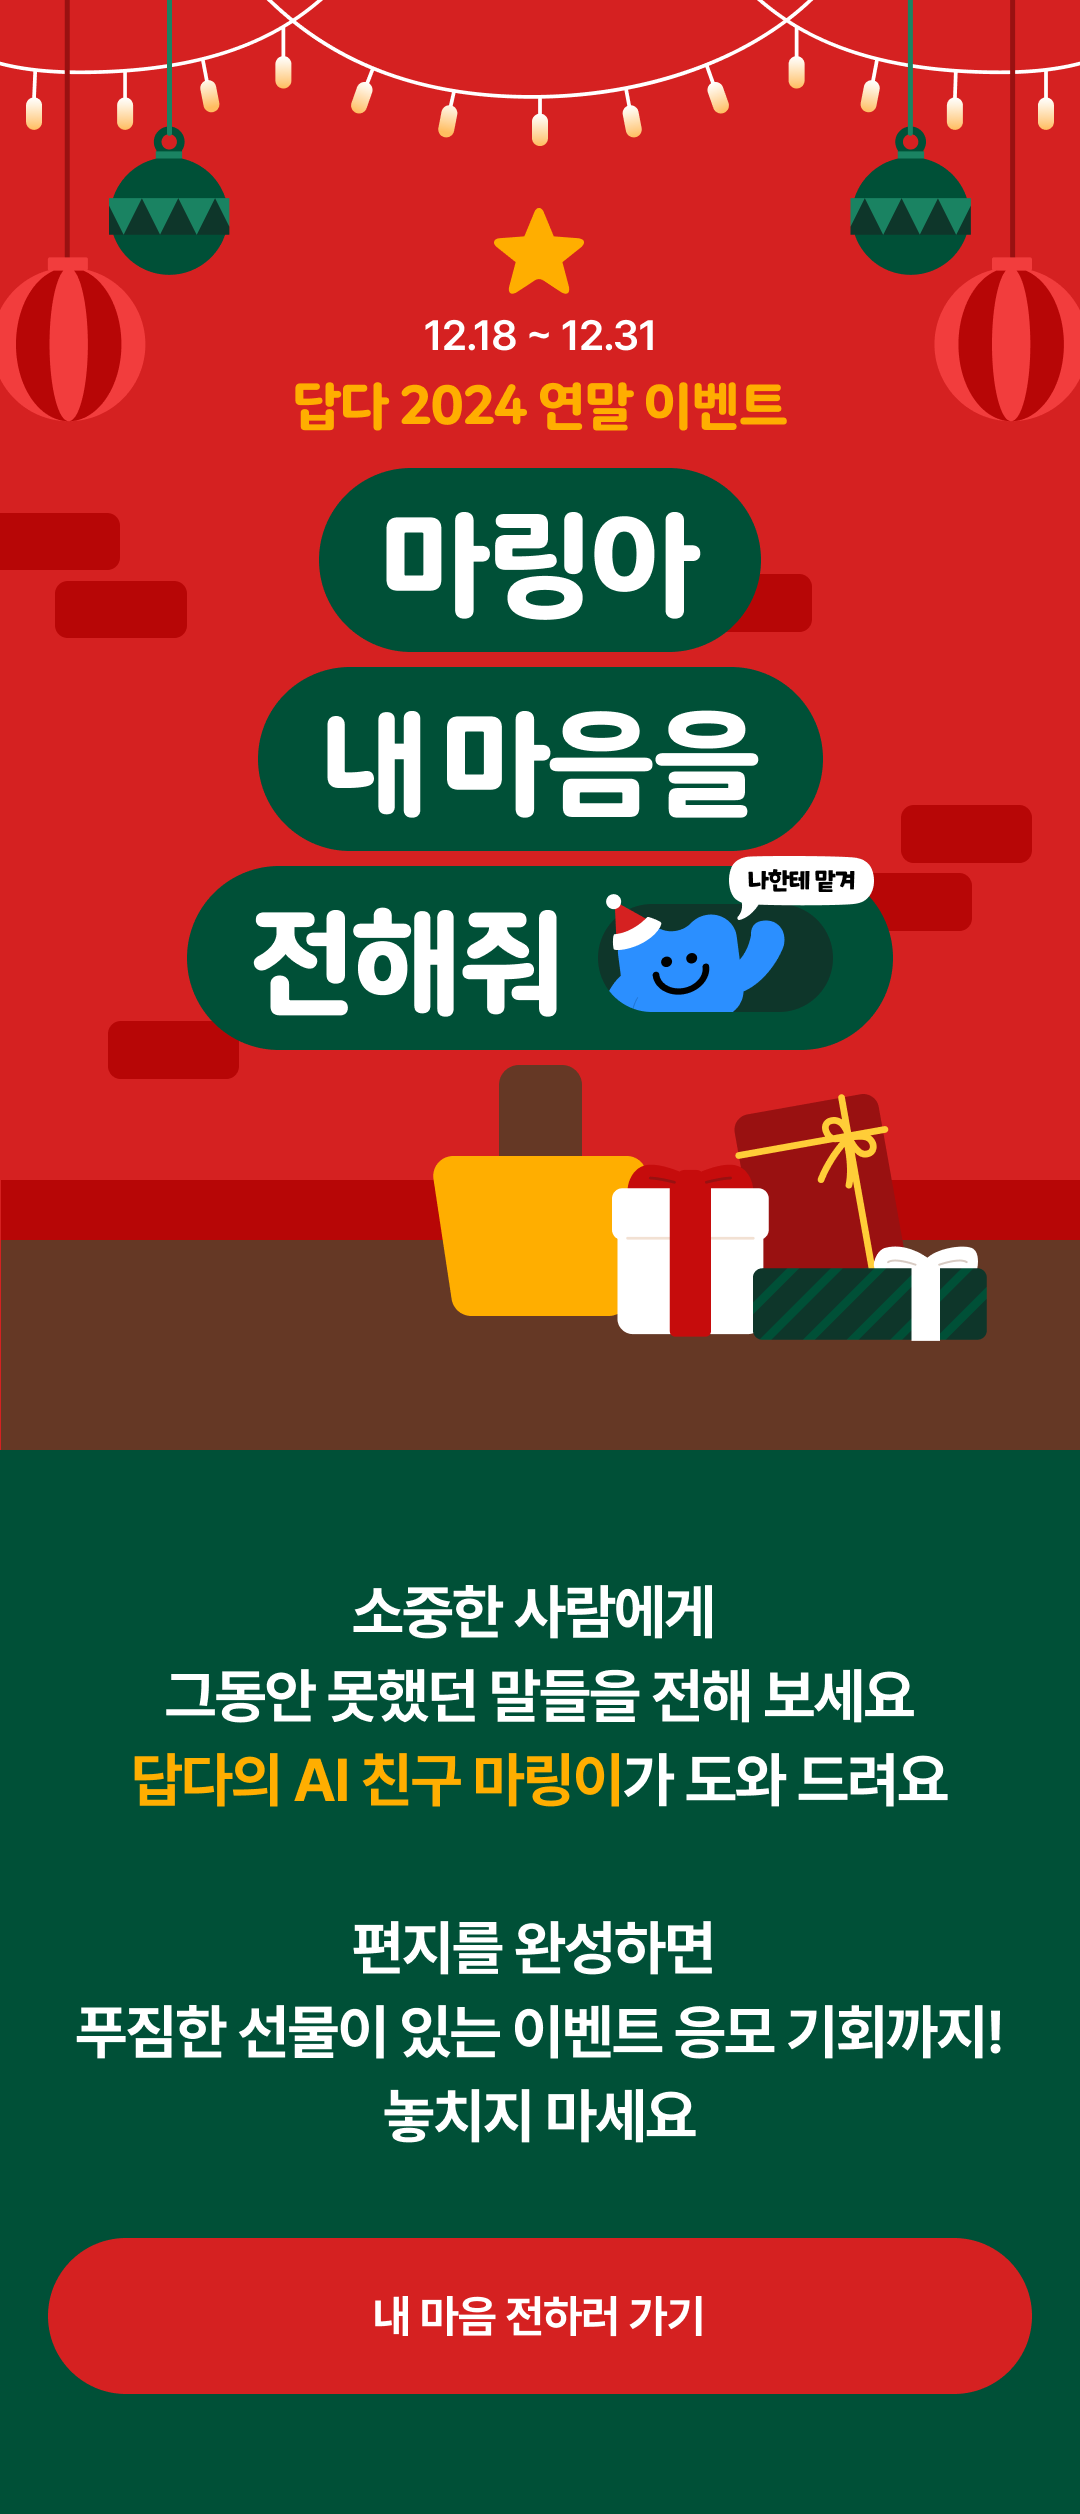 12.18 ~ 12.31
답다 2024 연말 이벤트
마링아
내 마음을
전해줘
나한테 맡겨
소중한 사람에게
그동안 못했던 말들을 전해 보세요
답다의 AI 친구 마링이가 도와 드려요
편지를 완성하면
푸짐한 선물이 있는 이벤트 응모 기회까지!
놓치지 마세요
내 마음 전하러 가기